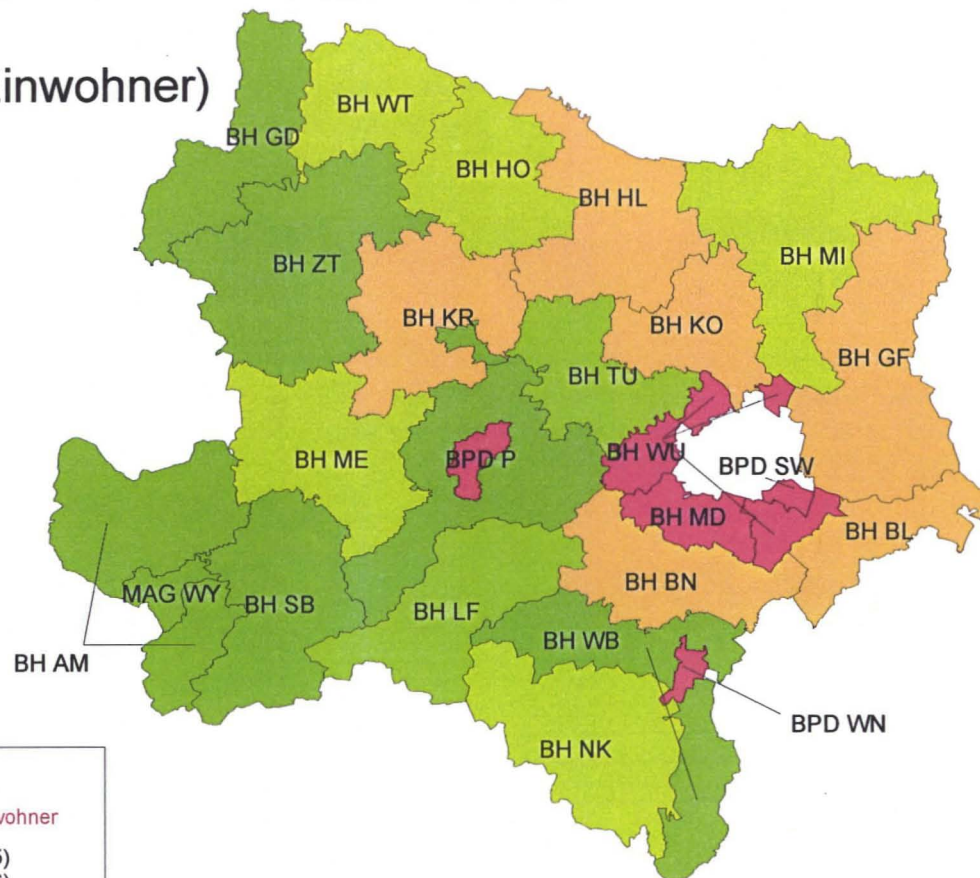 inwohner)
BH WT
BH GD
BH HO
BH HL
BH MI
BH ZT
BH KR
BH KO
BH GF
BH TU
BH ME
BPD P
BH WU
BPD SW
BH MD
BH BL
BH BN
MAG WY
BH SB
BH LF
BH WB
BH AM
BPD WN
BH NK
wohner